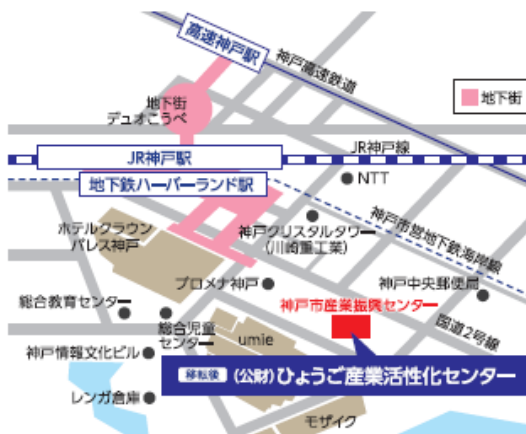 高速神戸駅
神戸高速鉄道
地下街
デュオこうべ
地下街
JR神戸線
JR神戸駅
地下鉄ハーバーランド駅
NTT
ホテルクラウン
パレス神戸
神戸クリスタルタワー
(川崎重工業)
神戸市営地下鉄海岸線
プロメナ神戸
神戸中央郵便局
総合教育センター
神戸市産業振興センター
総合児童
センター
umie
国道2号線
神戸情報文化ビル
移転後 (公財)ひょうご産業活性化センター
レンガ倉庫
モザイク